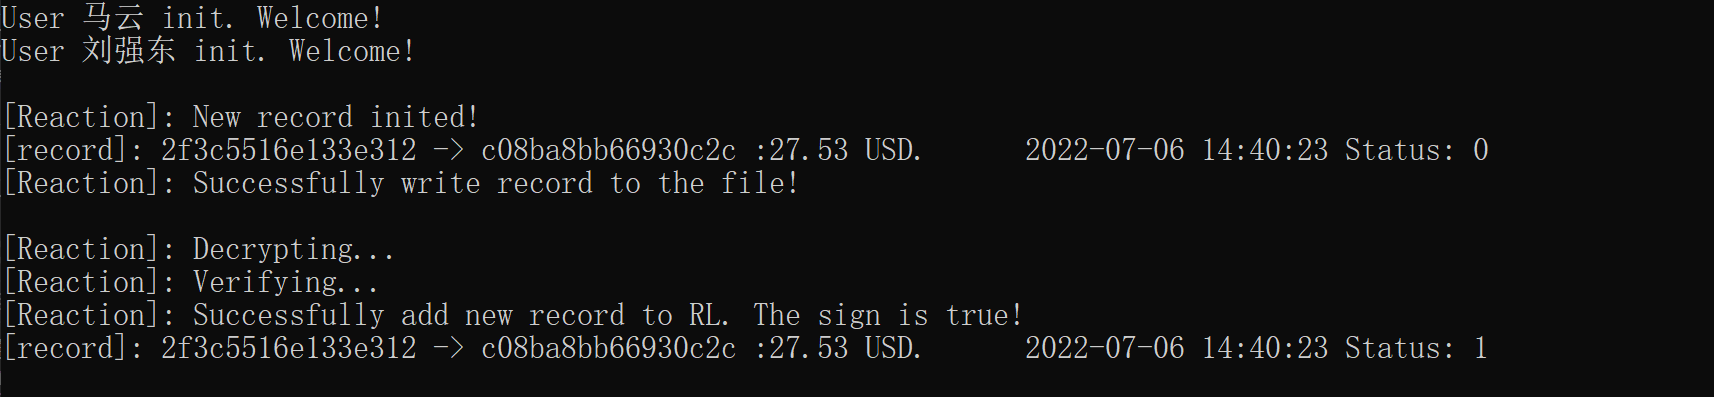 User 马云 init. Welcome!
User 刘强东 init. Welcome!
[Reaction]: New record inited!
[record]: 2f3c5516e133e312 -> c08ba8bb66930c2c :27.53 USD. 2022-07-06 14:40:23 Status: 0
[Reaction]: Successfully write record to the file!
[Reaction]: Decrypting...
[Reaction]: Verifying...
[Reaction]: Successfully add new record to RL. The sign is true!
[record]: 2f3c5516e133e312 -> c08ba8bb66930c2c :27.53 USD. 2022-07-06 14:40:23 Status: 1